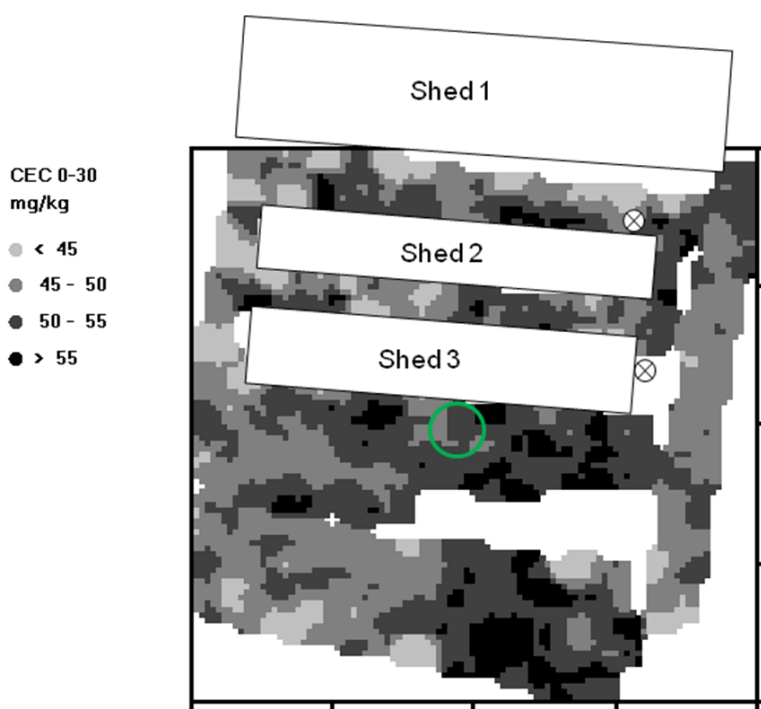 Shed 1
CEC 0-30
mg/kg
< 45
45 - 50
50 - 55
> 55
Shed 2
Shed 3